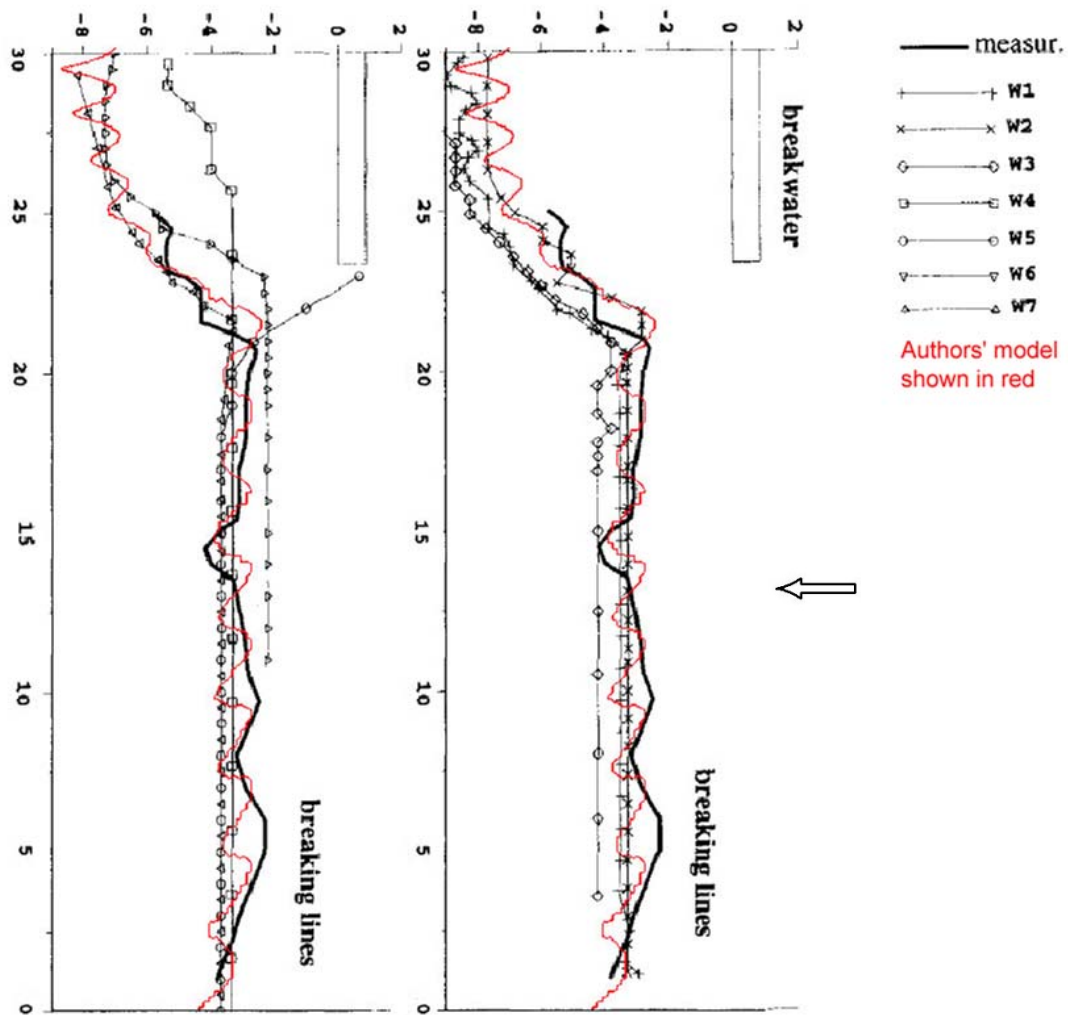 -8 -6 -4 -2 0 2
-8 -6 -4 -2 0 2
30
25
20
15
10
5
0
breaking lines
30
25
20
15
10
5
0
breakwater
breaking lines
measur.
W1
W2
W3
W4
W5
W6
W7
Authors' model
shown in red